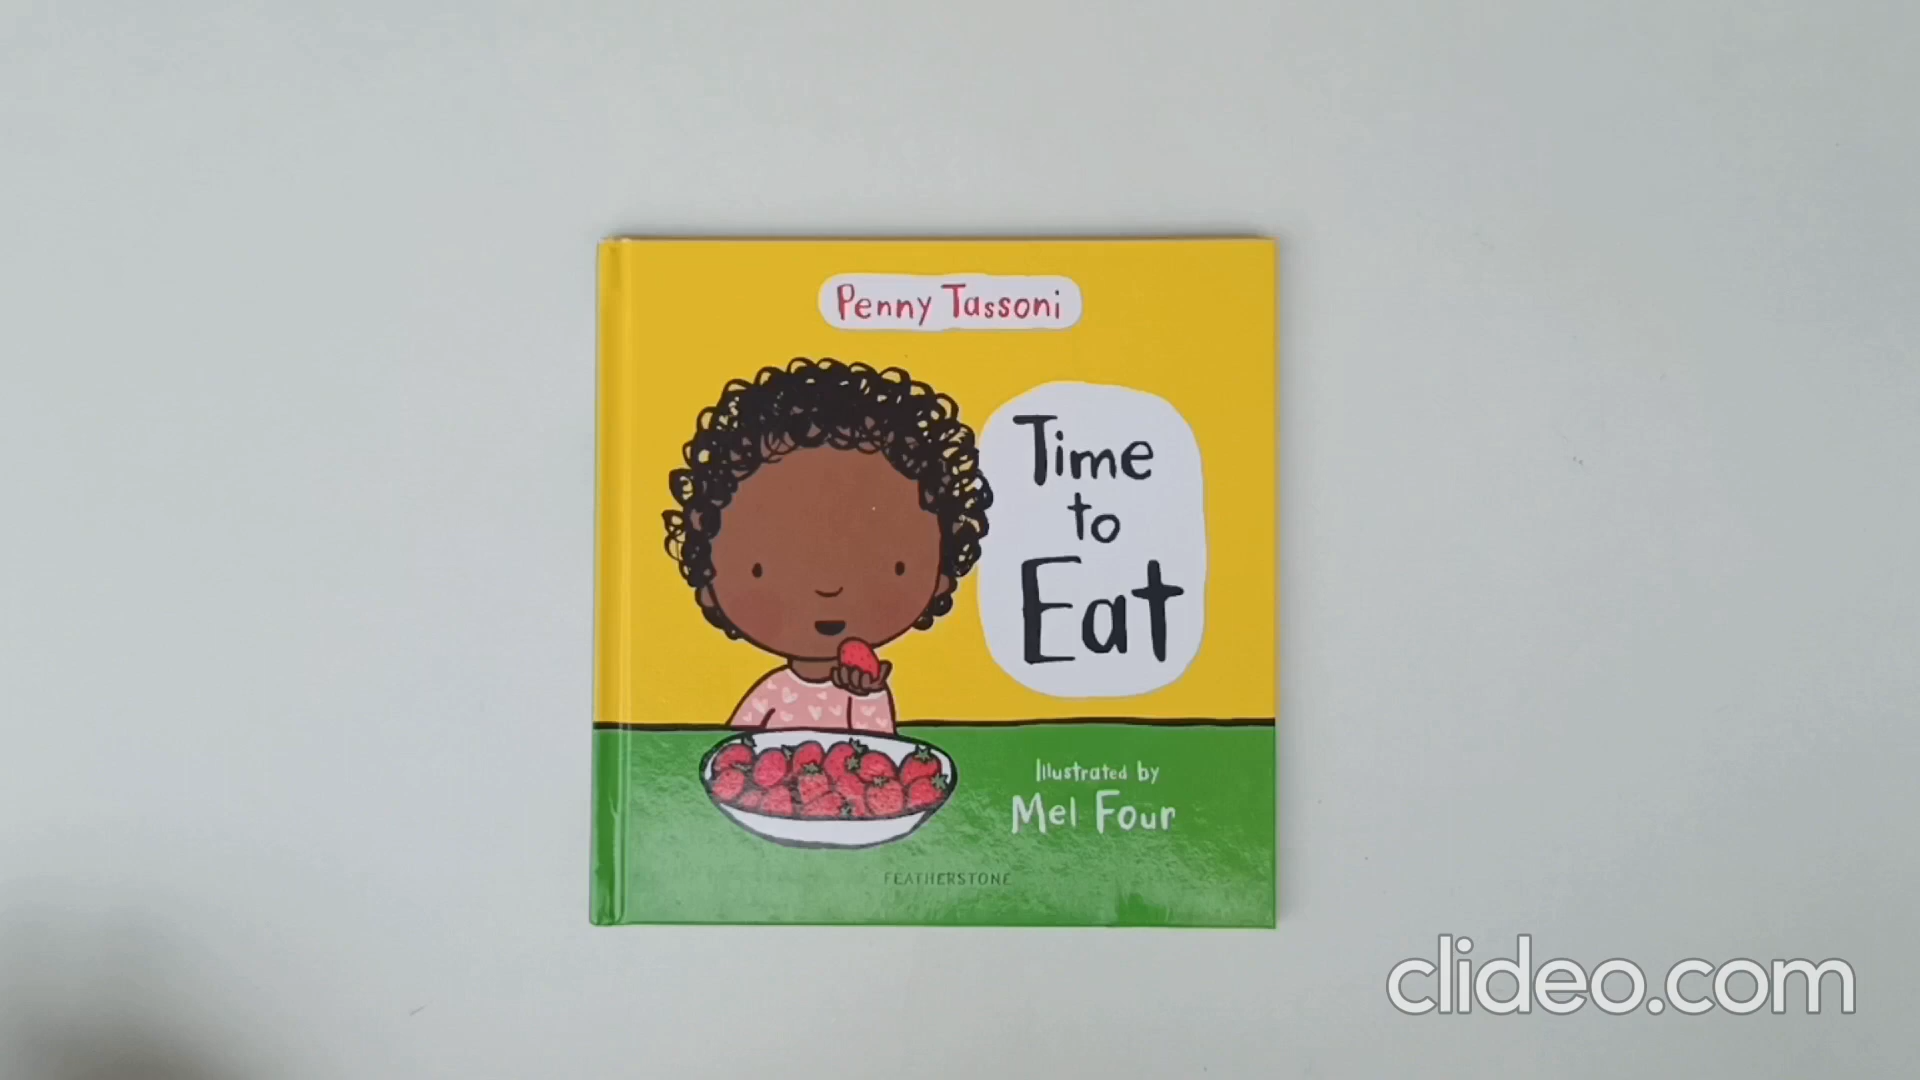 Penny Tassoni
Time
to
Eat
Illustrated by
Mel Four
FEATHERSTONE
clideo.com